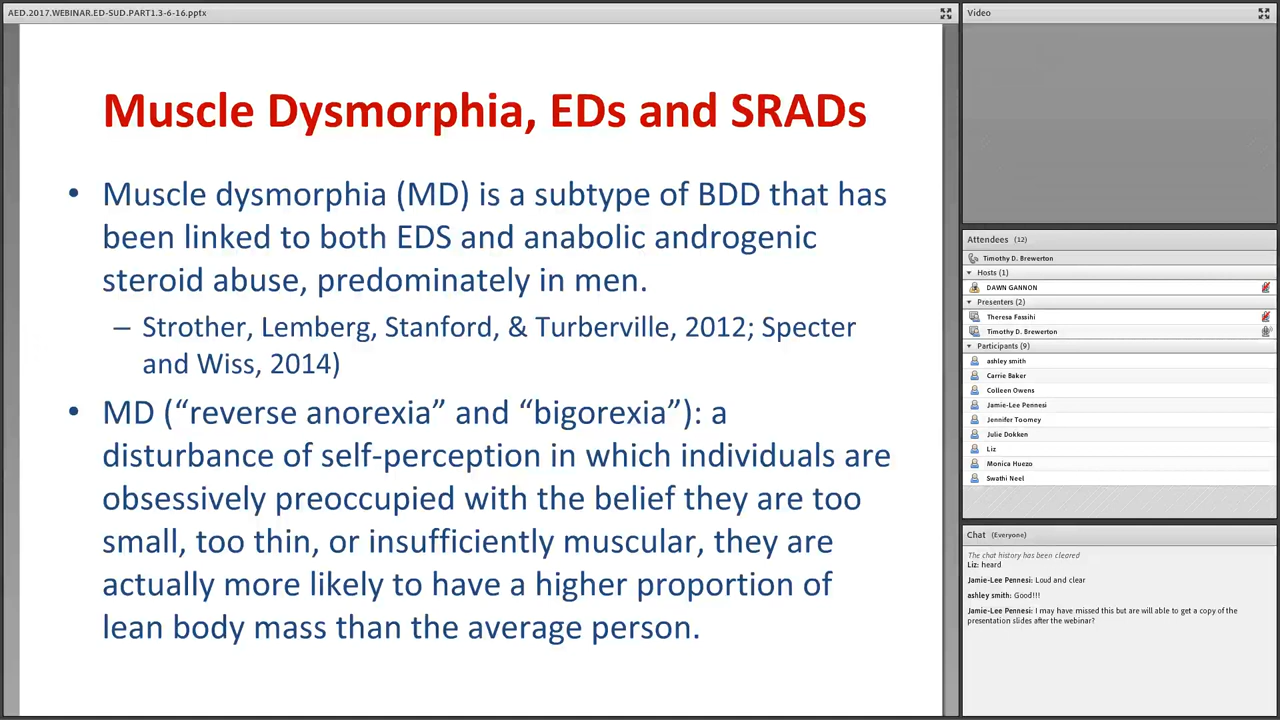 AED.2017.WEBINAR.ED-SUD.PART1.3-6-16.pptx
Muscle Dysmorphia, EDs and SRADs
• Muscle dysmorphia (MD) is a subtype of BDD that has
been linked to both EDS and anabolic androgenic
steroid abuse, predominately in men.
– Strother, Lemberg, Stanford, & Turberville, 2012; Specter
and Wiss, 2014)
• MD (“reverse anorexia” and “bigorexia”): a
disturbance of self-perception in which individuals are
obsessively preoccupied with the belief they are too
small, too thin, or insufficiently muscular, they are
actually more likely to have a higher proportion of
lean body mass than the average person.
Video
Attendees (12)
Timothy D. Brewerton
Hosts (1)
DAWN GANNON
Presenters (2)
Theresa Fassihi
Timothy D. Brewerton
Participants (9)
ashley smith
Carrie Baker
Colleen Owens
Jamie-Lee Pennesi
Jennifer Toomey
Julie Dokken
Liz
Monica Huezo
Swathi Neel
Chat (Everyone)
The chat history has been cleared
Liz: heard
Jamie-Lee Pennesi: Loud and clear
ashley smith: Good!!!
Jamie-Lee Pennesi: I may have missed this but are will able to get a copy of the
presentation slides after the webinar?